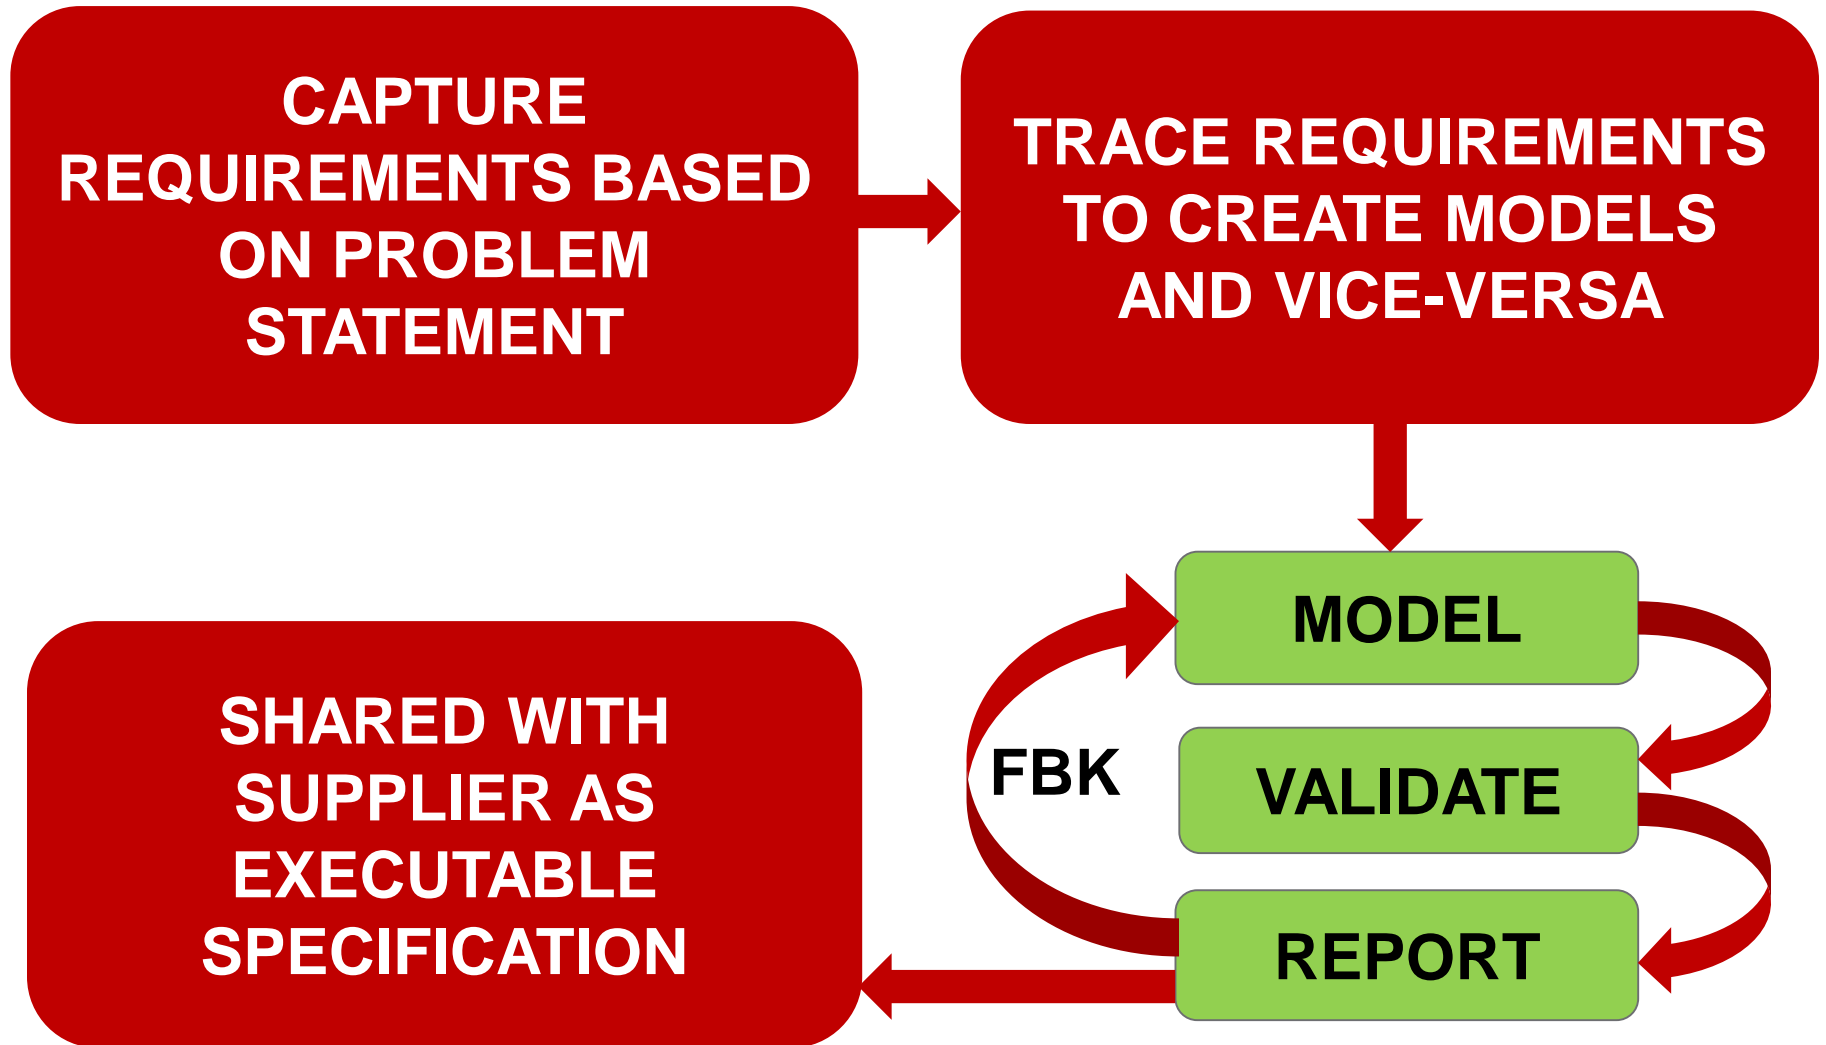 CAPTURE
REQUIREMENTS BASED
ON PROBLEM
STATEMENT
TRACE REQUIREMENTS
TO CREATE MODELS
AND VICE-VERSA
MODEL
FBK
VALIDATE
REPORT
SHARED WITH
SUPPLIER AS
EXECUTABLE
SPECIFICATION